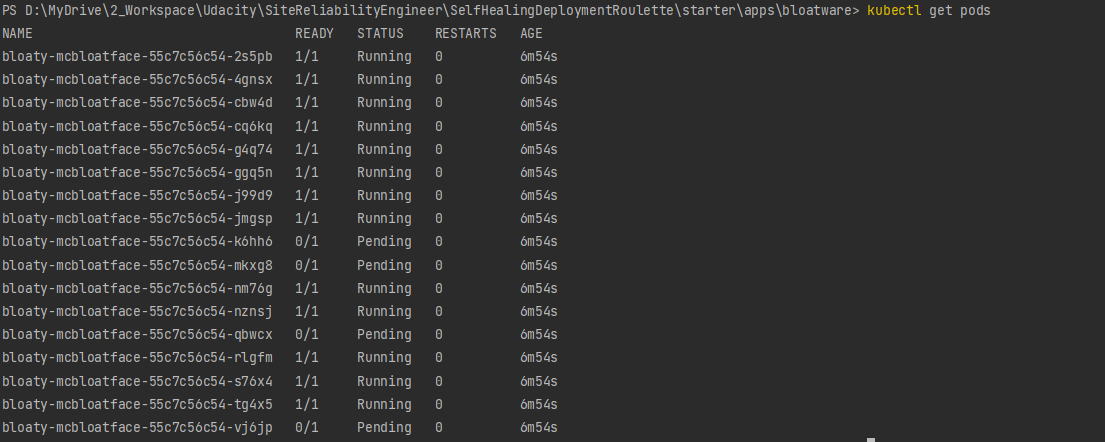 PS D:\MyDrive\2_Workspace\Udacity\SiteReliabilityEngineer\SelfHealingDeploymentRoulette\starter\apps\bloatware> kubectl get pods
NAME READY STATUS RESTARTS AGE
bloaty-mcbloatface-55c7c56c54-2s5pb 1/1 Running 0 6m54s
bloaty-mcbloatface-55c7c56c54-4gnsx 1/1 Running 0 6m54s
bloaty-mcbloatface-55c7c56c54-cbw4d 1/1 Running 0 6m54s
bloaty-mcbloatface-55c7c56c54-cq6kq 1/1 Running 0 6m54s
bloaty-mcbloatface-55c7c56c54-g4q74 1/1 Running 0 6m54s
bloaty-mcbloatface-55c7c56c54-ggq5n 1/1 Running 0 6m54s
bloaty-mcbloatface-55c7c56c54-j99d9 1/1 Running 0 6m54s
bloaty-mcbloatface-55c7c56c54-jmgsp 1/1 Running 0 6m54s
bloaty-mcbloatface-55c7c56c54-k6hh6 0/1 Pending 0 6m54s
bloaty-mcbloatface-55c7c56c54-mkxg8 0/1 Pending 0 6m54s
bloaty-mcbloatface-55c7c56c54-nm76g 1/1 Running 0 6m54s
bloaty-mcbloatface-55c7c56c54-nznsj 1/1 Running 0 6m54s
bloaty-mcbloatface-55c7c56c54-qbwcx 0/1 Pending 0 6m54s
bloaty-mcbloatface-55c7c56c54-rlgfm 1/1 Running 0 6m54s
bloaty-mcbloatface-55c7c56c54-s76x4 1/1 Running 0 6m54s
bloaty-mcbloatface-55c7c56c54-tg4x5 1/1 Running 0 6m54s
bloaty-mcbloatface-55c7c56c54-vj6jp 0/1 Pending 0 6m54s